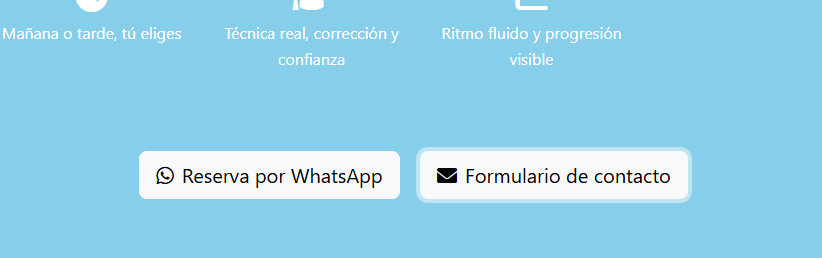 Mañana o tarde, tú eliges
Técnica real, corrección y
confianza
Ritmo fluido y progresión
visible
Reserva por WhatsApp
Formulario de contacto